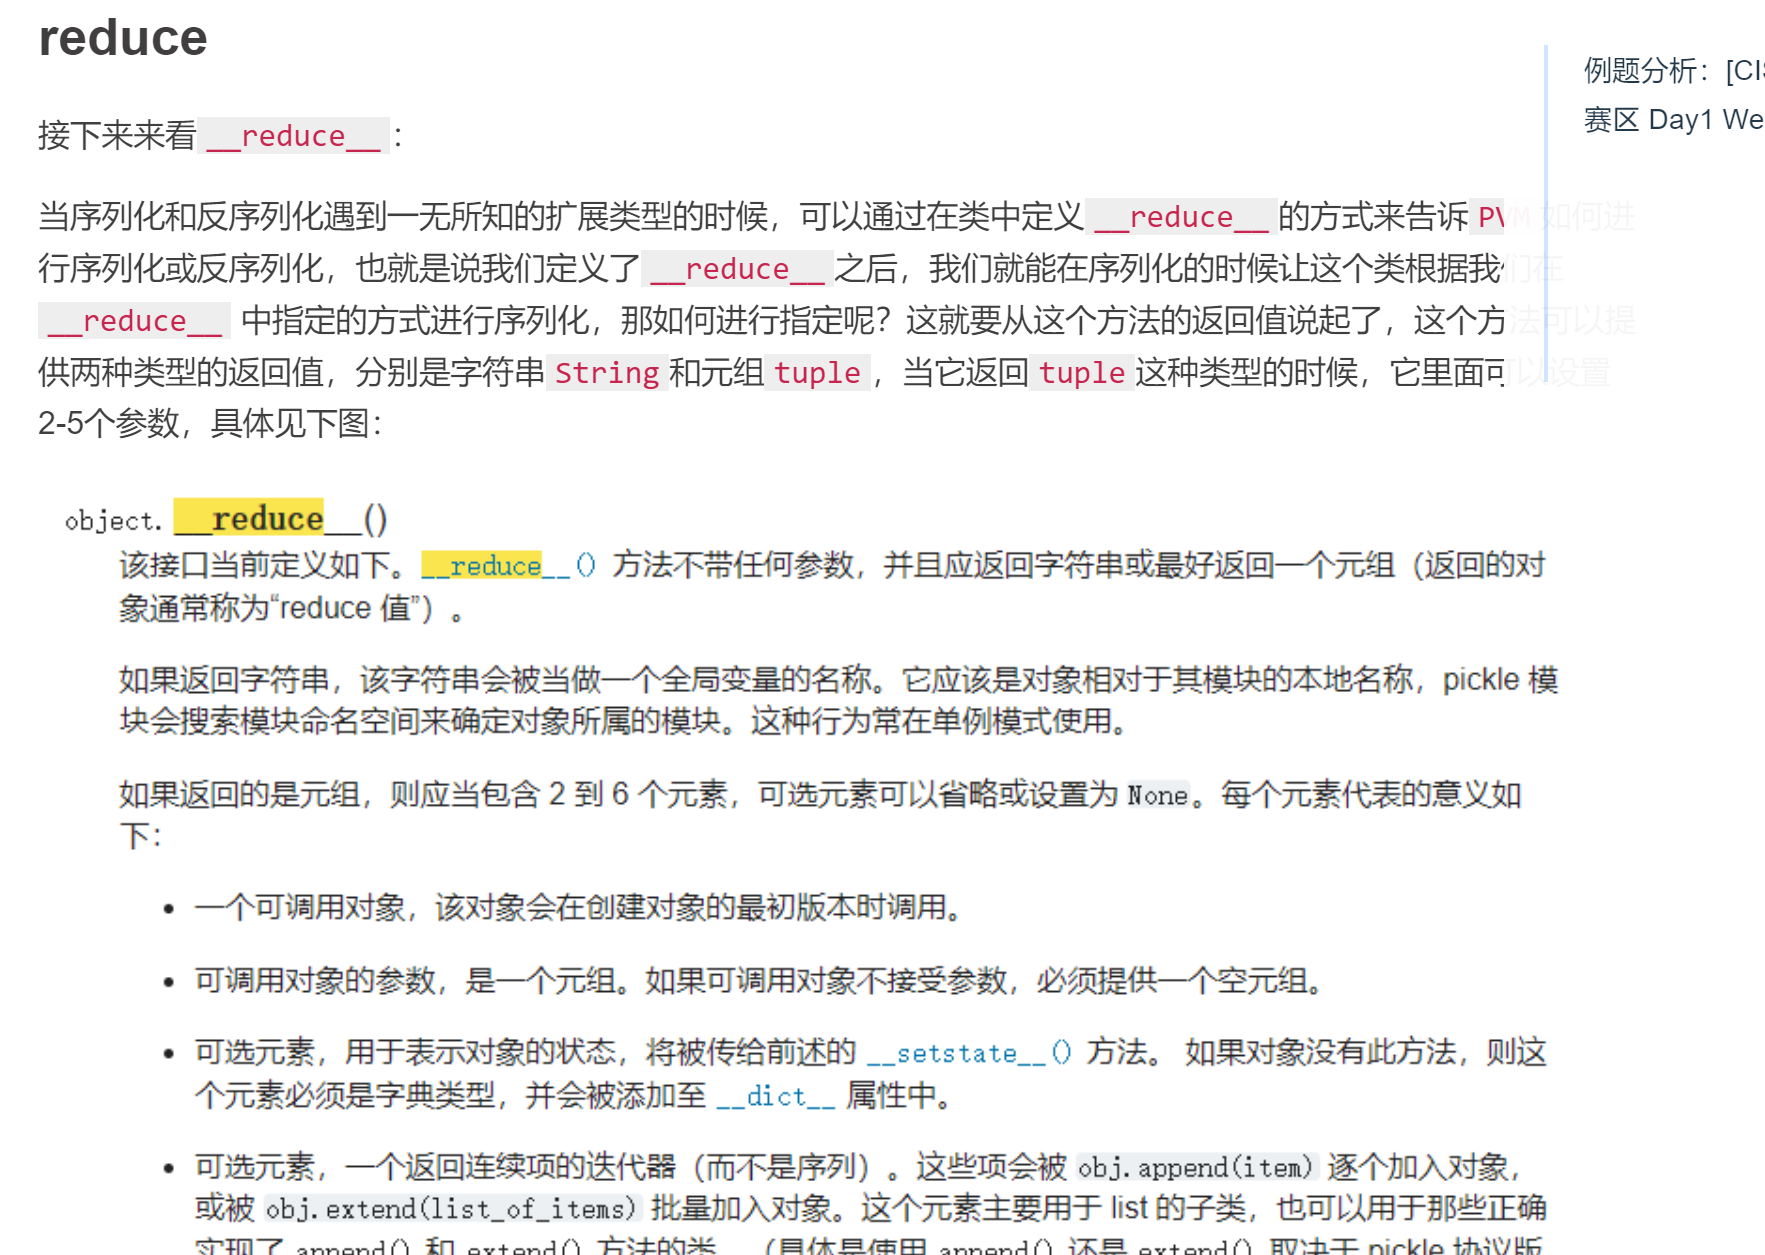 reduce
接下来来看 __reduce__ ：
当序列化和反序列化遇到一无所知的扩展类型的时候，可以通过在类中定义 __reduce__ 的方式来告诉 PVM 如何进
行序列化或反序列化，也就是说我们定义了 __reduce__ 之后，我们就能在序列化的时候让这个类根据我们在
__reduce__ 中指定的方式进行序列化，那如何进行指定呢？这就要从这个方法的返回值说起了，这个方法可以提
供两种类型的返回值，分别是字符串 String 和元组 tuple ，当它返回 tuple 这种类型的时候，它里面可以设置
2-5个参数，具体见下图：
object.__reduce__()
该接口当前定义如下。__reduce__() 方法不带任何参数，并且应返回字符串或最好返回一个元组（返回的对
象通常称为“reduce 值”）。
如果返回字符串，该字符串会被当做一个全局变量的名称。它应该是对象相对于其模块的本地名称，pickle 模
块会搜索模块命名空间来确定对象所属的模块。这种行为常在单例模式使用。
如果返回的是元组，则应当包含 2 到 6 个元素，可选元素可以省略或设置为 None。每个元素代表的意义如
下：
• 一个可调用对象，该对象会在创建对象的最初版本时调用。
• 可调用对象的参数，是一个元组。如果可调用对象不接受参数，必须提供一个空元组。
• 可选元素，用于表示对象的状态，将被传给前述的 __setstate__() 方法。 如果对象没有此方法，则这
个元素必须是字典类型，并会被添加至 __dict__ 属性中。
• 可选元素，一个返回连续项的迭代器（而不是序列）。这些项会被 obj.append(item) 逐个加入对象，
或被 obj.extend(list_of_items) 批量加入对象。这个元素主要用于 list 的子类，也可以用于那些正确
实现了 append() 和 extend() 方法的类。（具体是使用 append() 还是 extend() 取决于 pickle 协议版
例题分析：[CIS
赛区 Day1 We